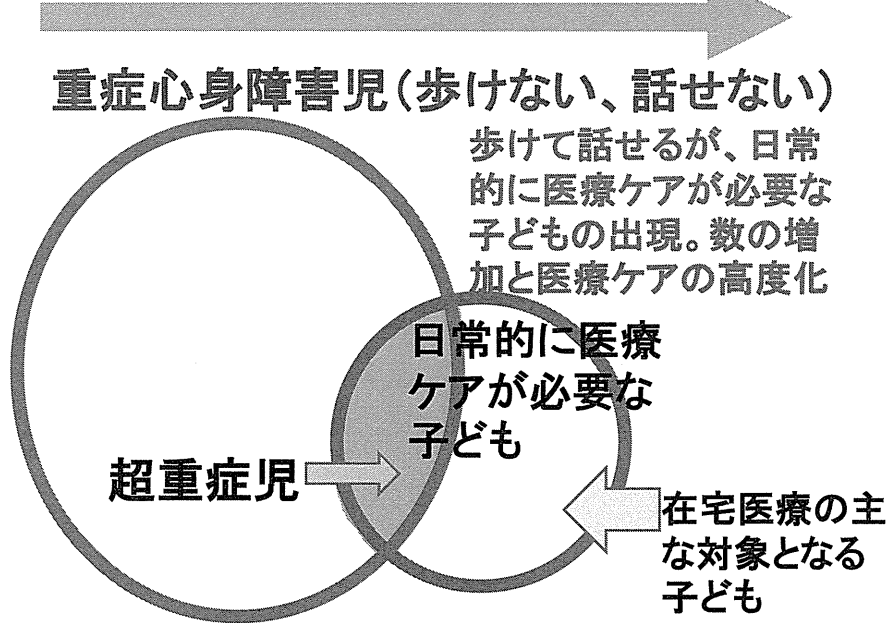 重症心身障害児(歩けない、話せない)
歩けて話せるが、日常
的に医療ケアが必要な
子どもの出現。数の増
加と医療ケアの高度化
日常的に医療
ケアが必要な
子ども
超重症児
在宅医療の主
な対象となる
子ども